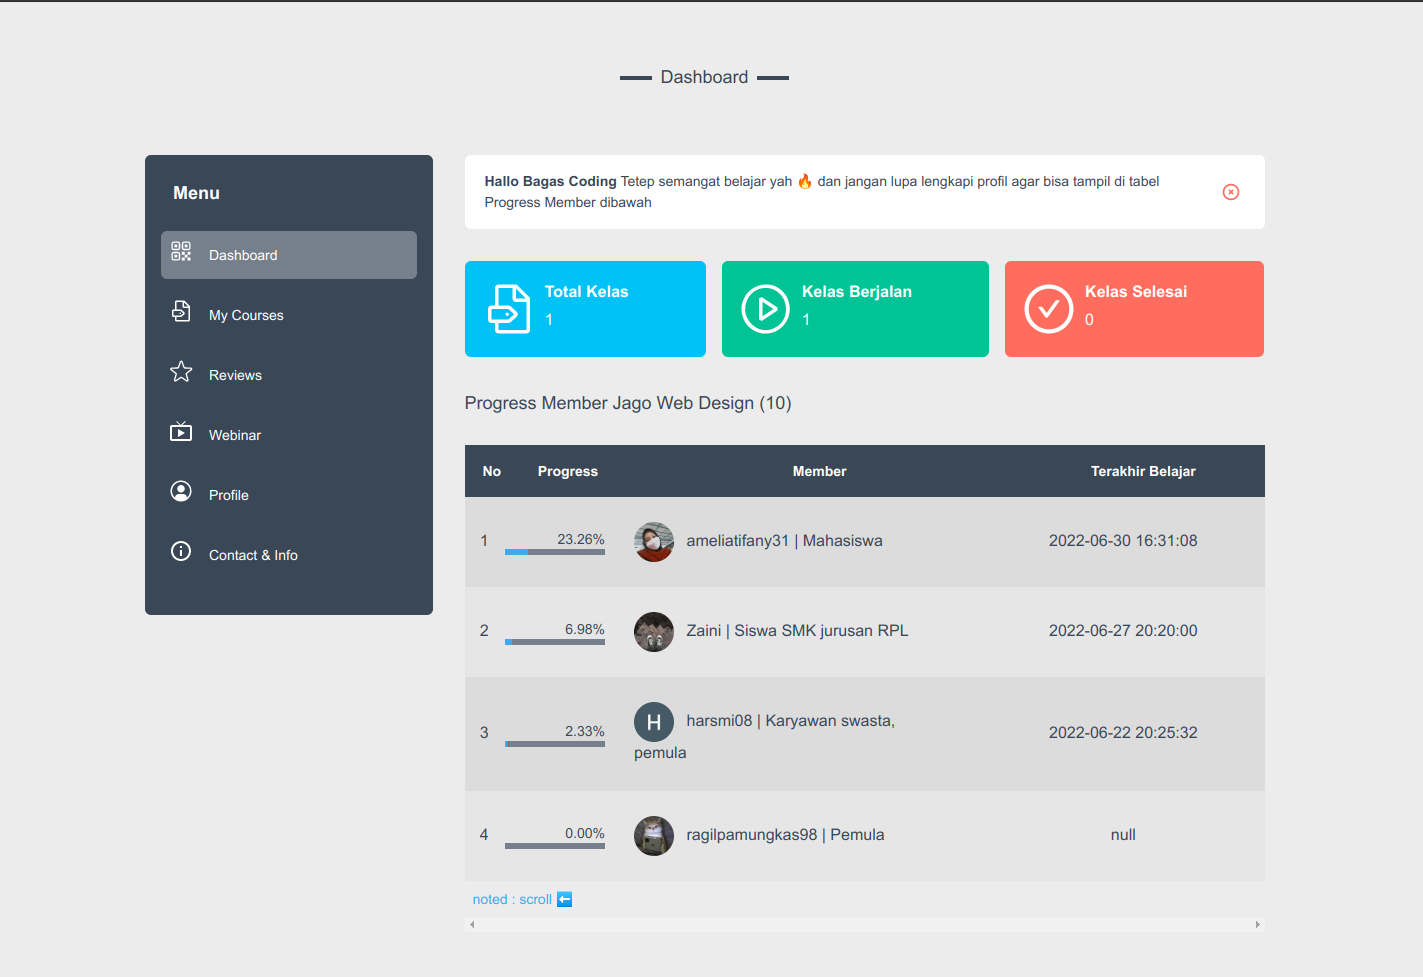 Dashboard
Menu
Dashboard
My Courses
Reviews
Webinar
Profile
Contact & Info
Hallo Bagas Coding Tetep semangat belajar yah 🔥 dan jangan lupa lengkapi profil agar bisa tampil di tabel
Progress Member dibawah
Total Kelas
1
Kelas Berjalan
1
Kelas Selesai
0
Progress Member Jago Web Design (10)
No Progress Member Terakhir Belajar
1 23.26% ameliatifany31 | Mahasiswa 2022-06-30 16:31:08
2 6.98% Zaini | Siswa SMK jurusan RPL 2022-06-27 20:20:00
3 2.33% H harsmi08 | Karyawan swasta, 2022-06-22 20:25:32
pemula
4 0.00% ragilpamungkas98 | Pemula null
noted : scroll ⬅️